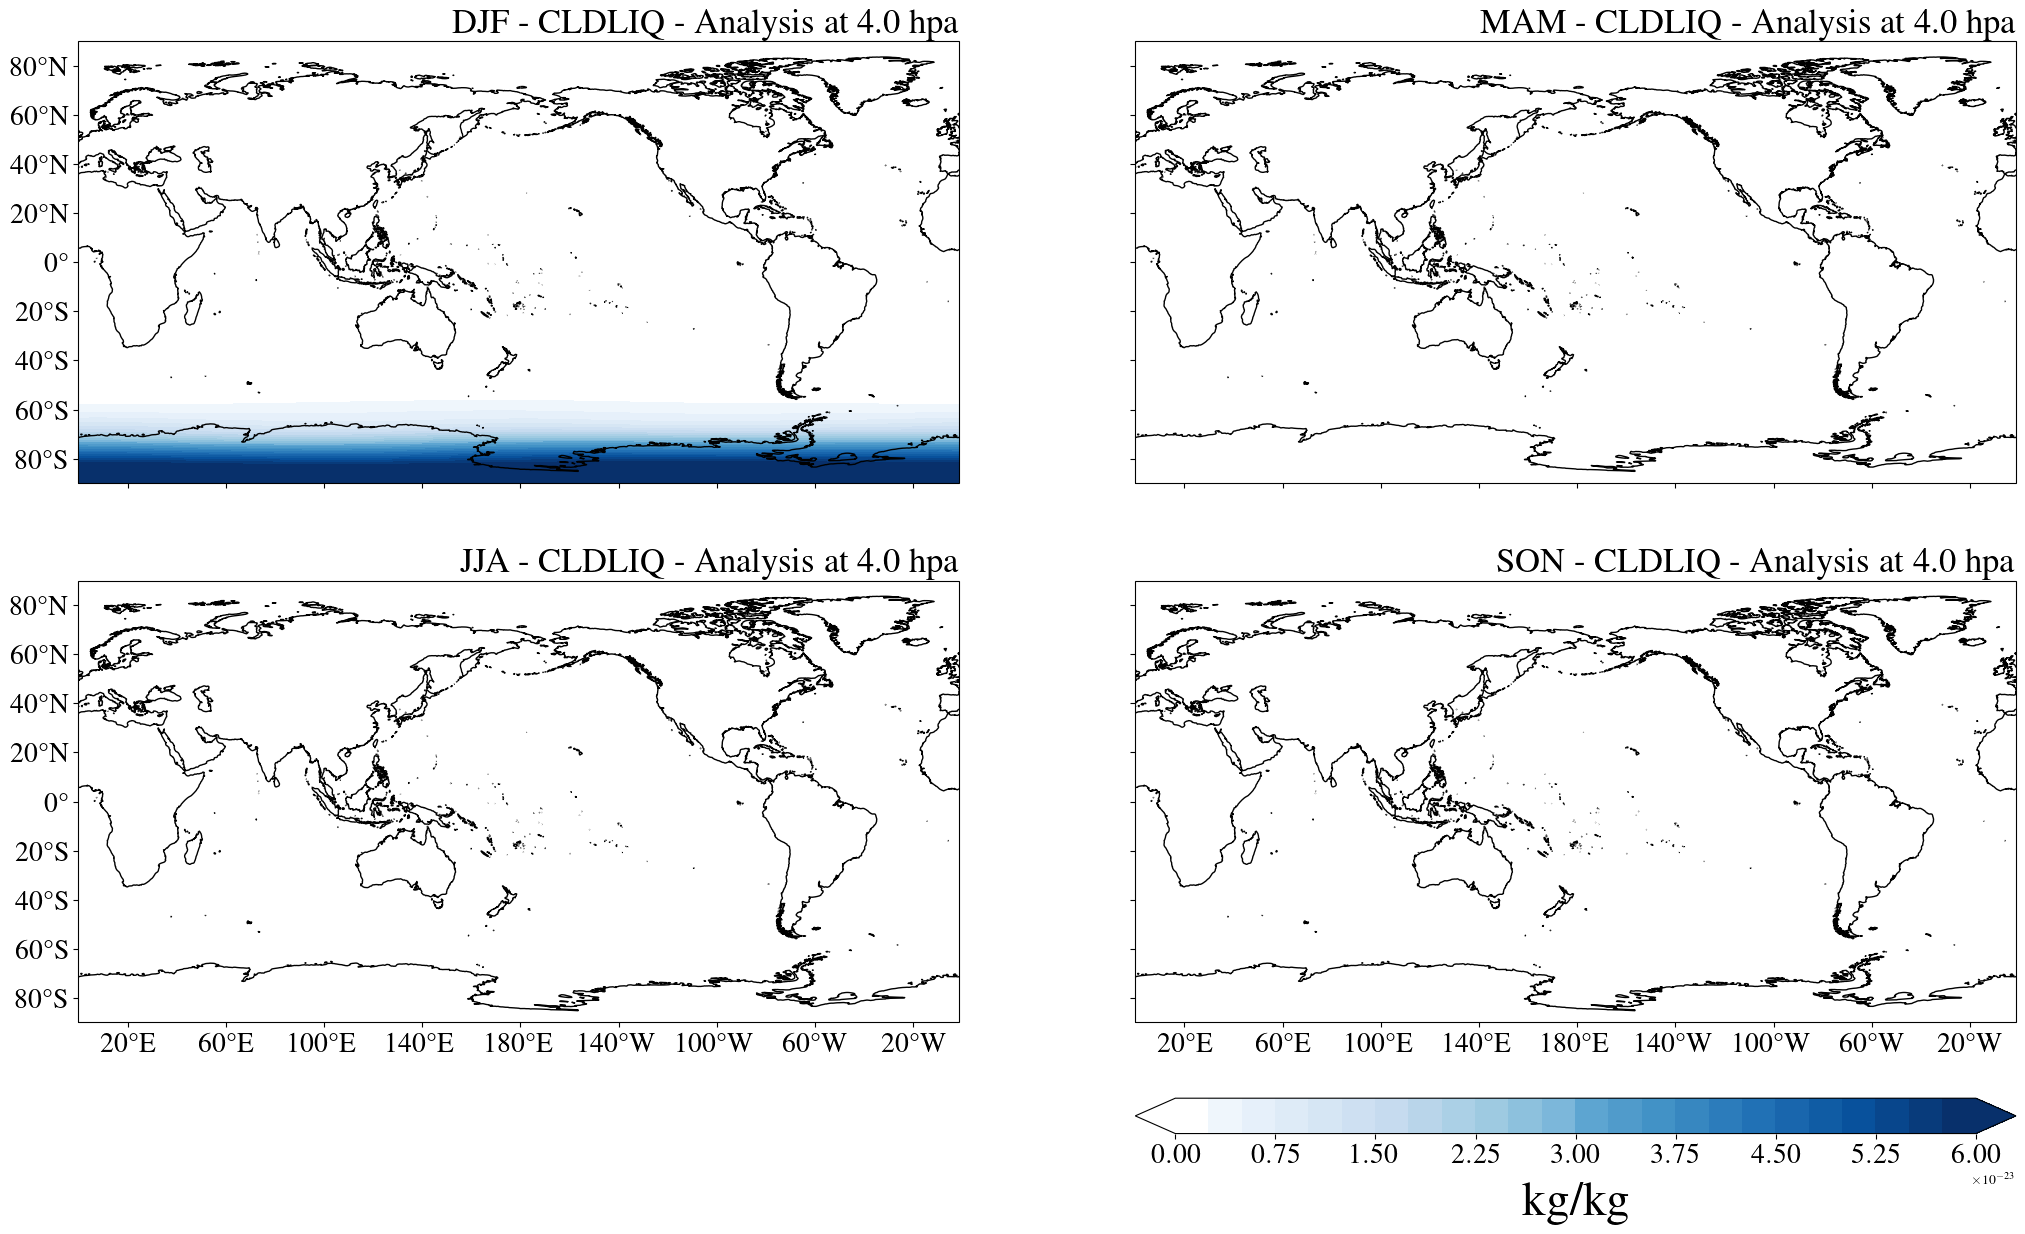 DJF - CLDLIQ - Analysis at 4.0 hpa
MAM - CLDLIQ - Analysis at 4.0 hpa
80°N
60°N
40°N
20°N
0°
20°S
40°S
60°S
80°S
JJA - CLDLIQ - Analysis at 4.0 hpa
SON - CLDLIQ - Analysis at 4.0 hpa
80°N
60°N
40°N
20°N
0°
20°S
40°S
60°S
80°S
20°E 60°E 100°E 140°E 180°E 140°W 100°W 60°W 20°W
20°E 60°E 100°E 140°E 180°E 140°W 100°W 60°W 20°W
0.00 0.75 1.50 2.25 3.00 3.75 4.50 5.25 6.00
×10⁻²³
kg/kg